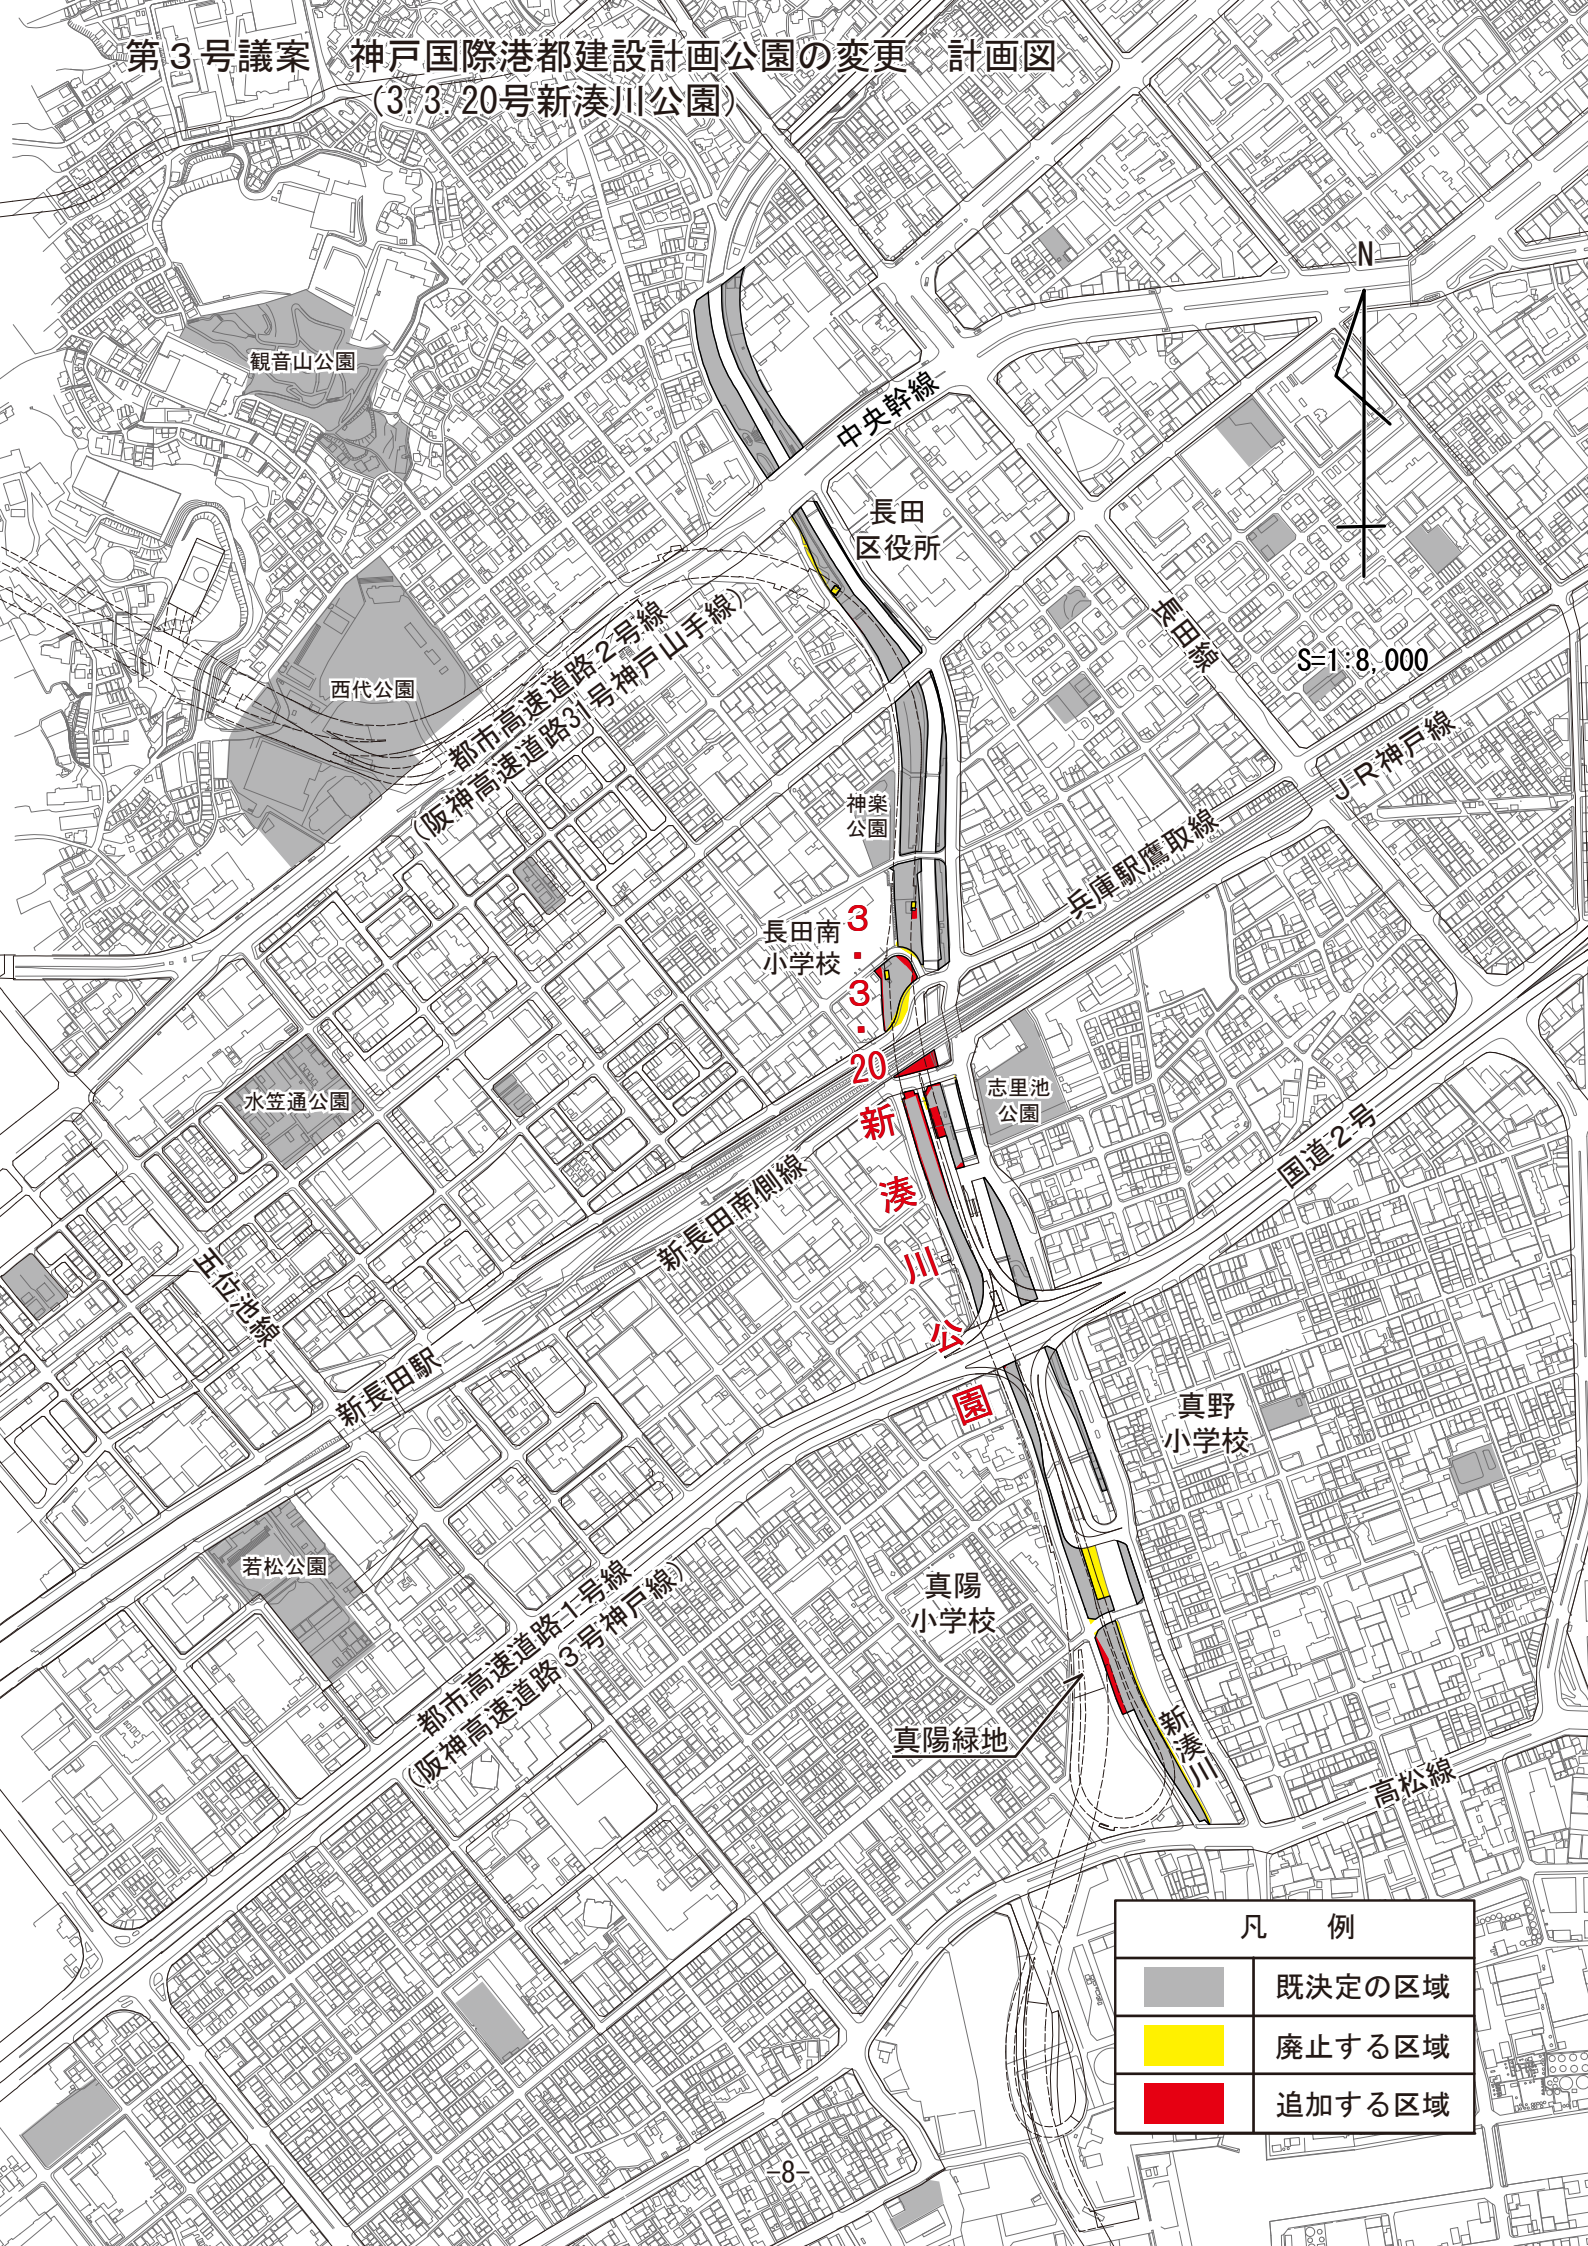 第３号議案　神戸国際港都建設計画公園の変更　計画図
(3.3.20号新湊川公園)
N
観音山公園
中央幹線
長田
区役所
長田線
S=1:8,000
西代公園
都市高速道路２号線
(阪神高速道路31号神戸山手線)
ＪＲ神戸線
神楽
公園
兵庫駅鷹取線
長田南
小学校
3・3・20
新湊川公園
志里池
公園
水笠通公園
国道２号
新長田南側線
五位池線
新長田駅
真野
小学校
若松公園
真陽
小学校
都市高速道路１号線
(阪神高速道路３号神戸線)
真陽緑地
新湊川
高松線
凡　例
既決定の区域
廃止する区域
追加する区域
-8-